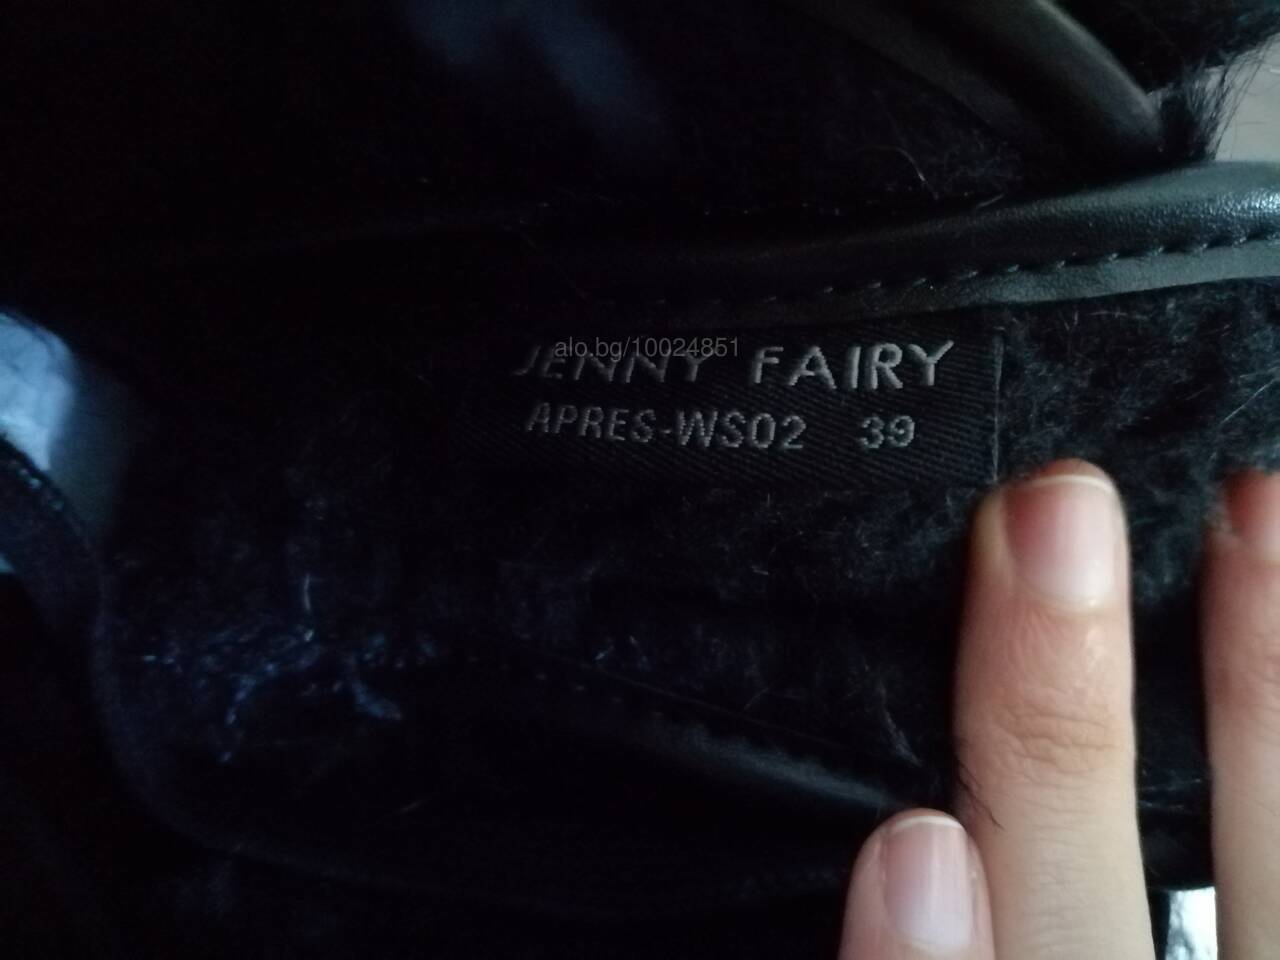 alo.bg/10024851
JENNY FAIRY
APRES-WS02 39